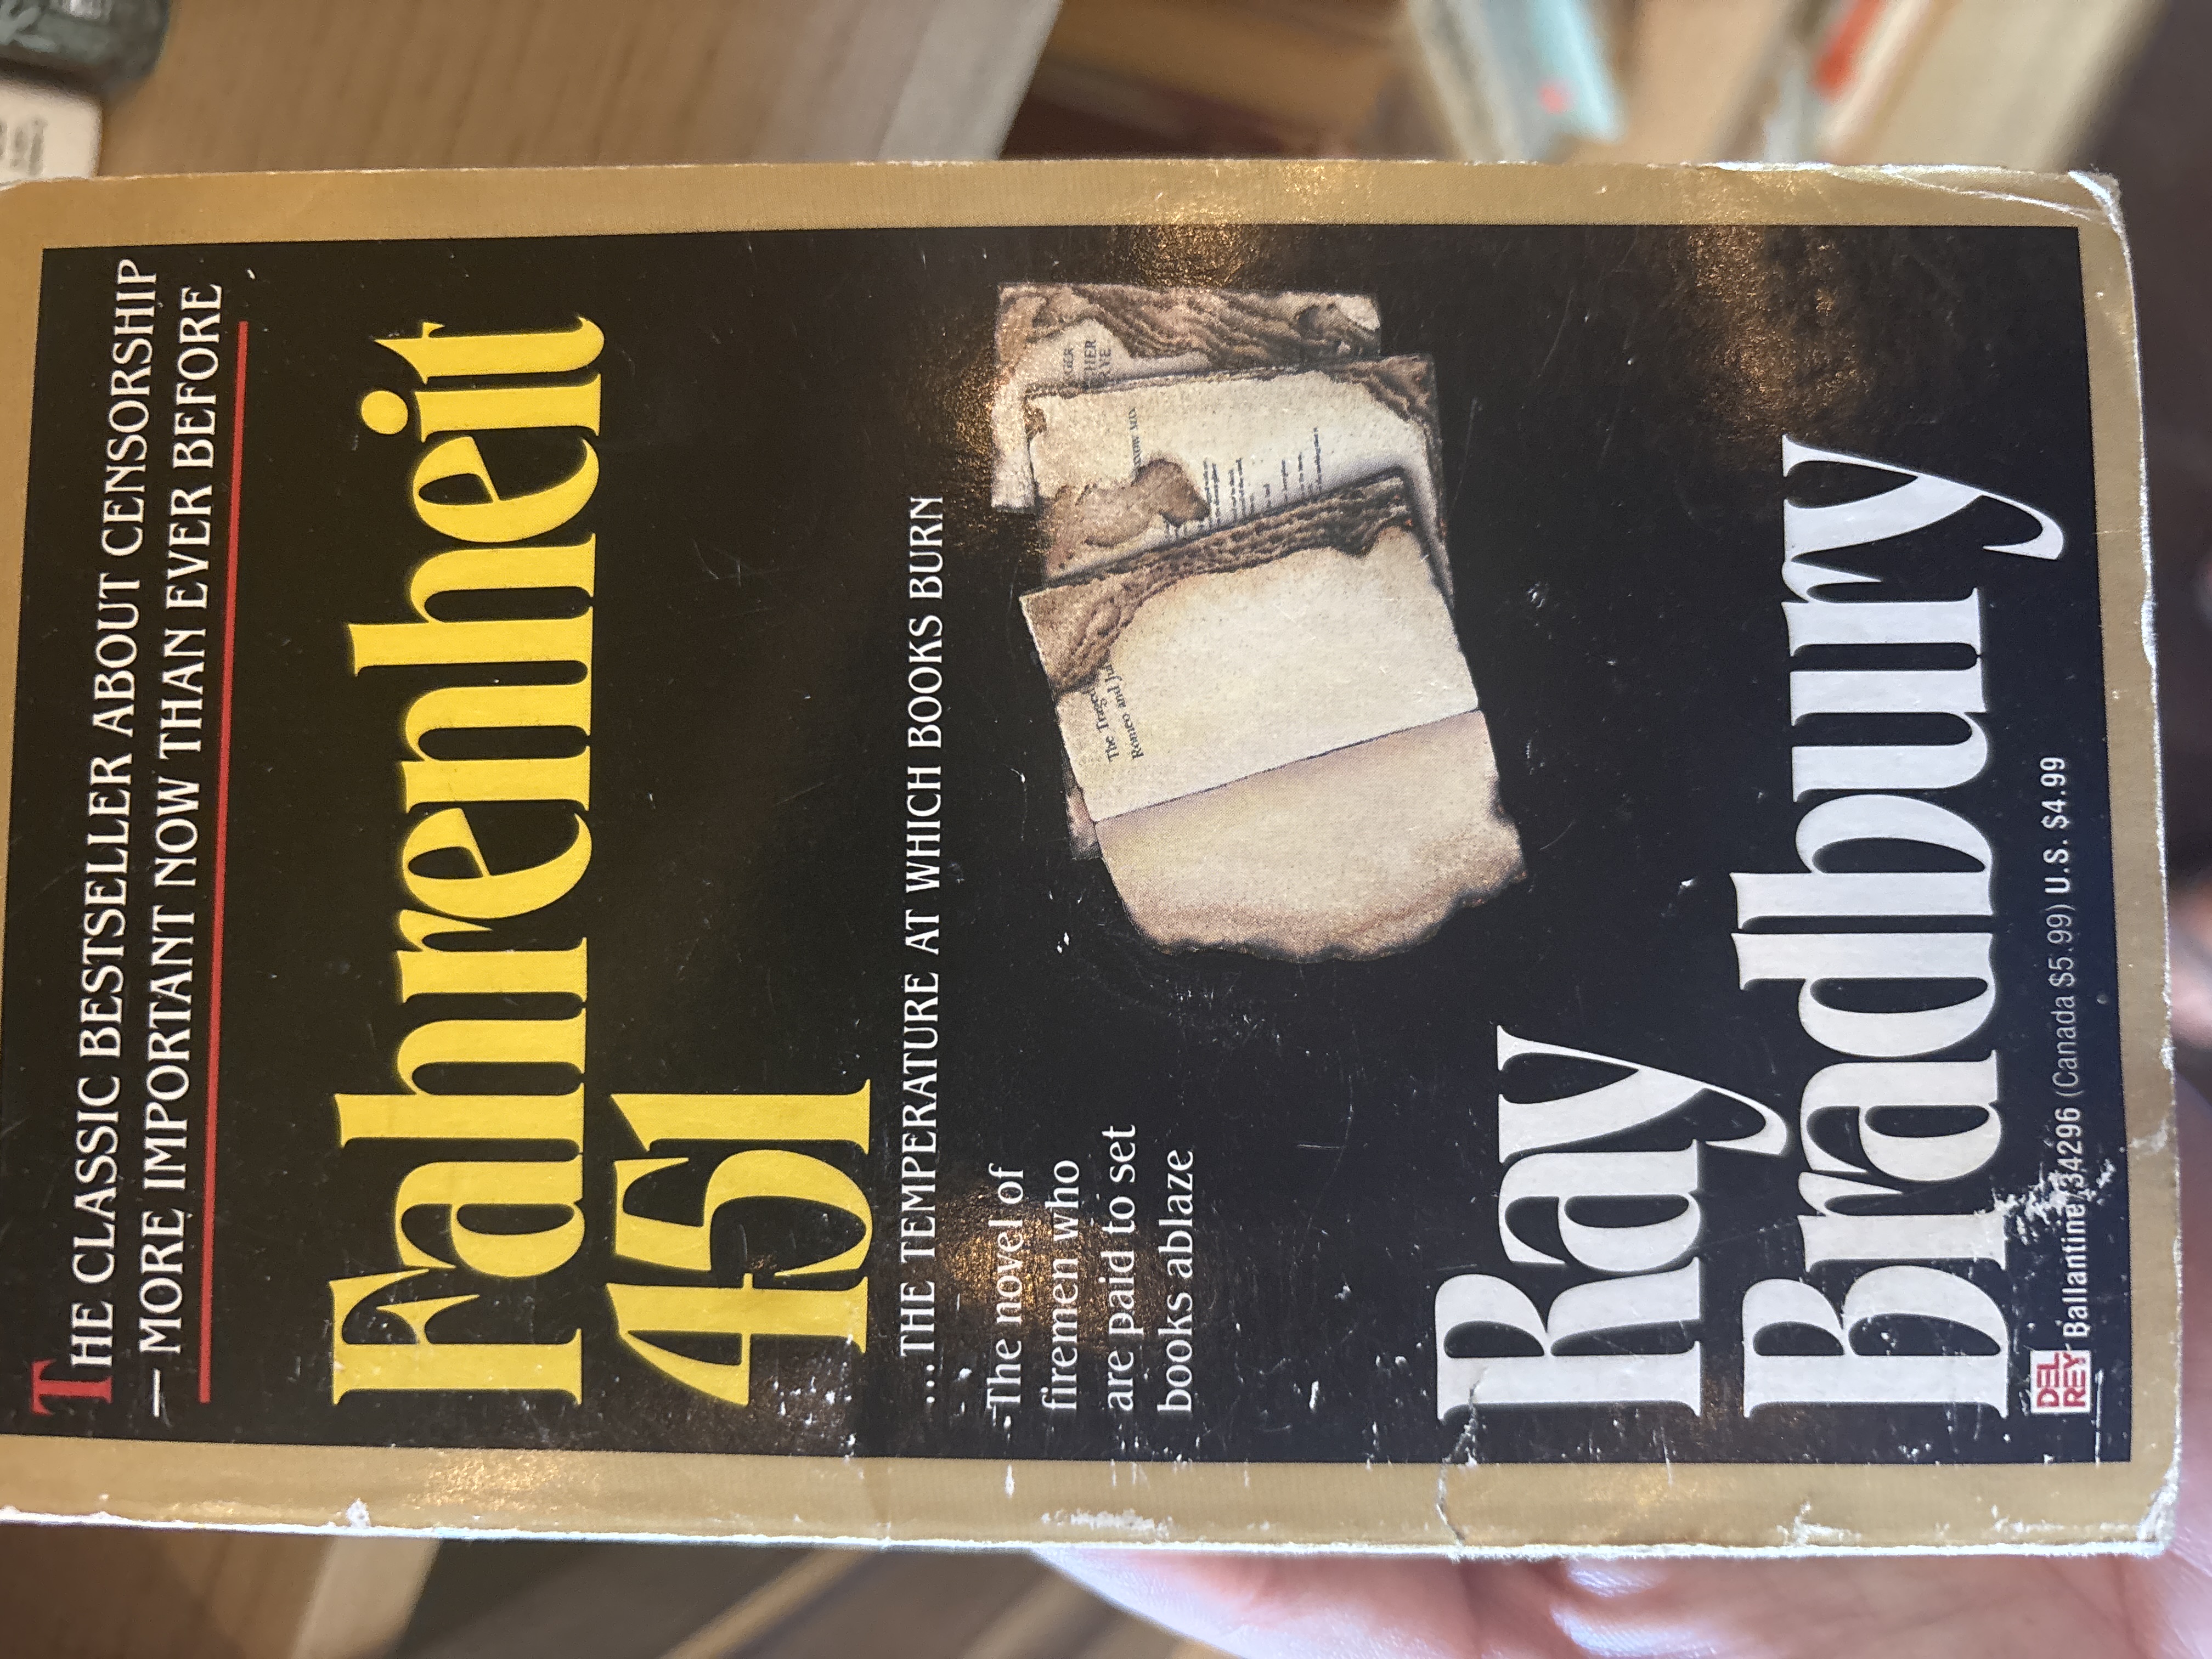 THE CLASSIC BESTSELLER ABOUT CENSORSHIP
— MORE IMPORTANT NOW THAN EVER BEFORE
Fahrenheit
451
...THE TEMPERATURE AT WHICH BOOKS BURN
The novel of
firemen who
are paid to set
books ablaze
The Traged
Romeo and Jul
Ray
Bradbury
DEL
REY
Ballantine/34296 (Canada $5.99) U.S. $4.99